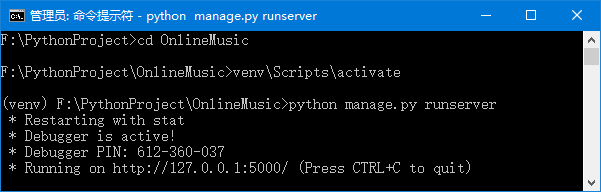 管理员: 命令提示符 - python  manage.py runserver
F:\PythonProject>cd OnlineMusic
F:\PythonProject\OnlineMusic>venv\Scripts\activate
(venv) F:\PythonProject\OnlineMusic>python manage.py runserver
 * Restarting with stat
 * Debugger is active!
 * Debugger PIN: 612-360-037
 * Running on http://127.0.0.1:5000/ (Press CTRL+C to quit)